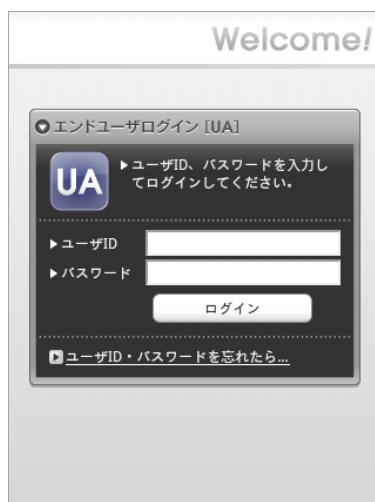 Welcome!
エンドユーザログイン [UA]
UA
ユーザID、パスワードを入力し
てログインしてください。
ユーザID
パスワード
ログイン
ユーザID・パスワードを忘れたら...